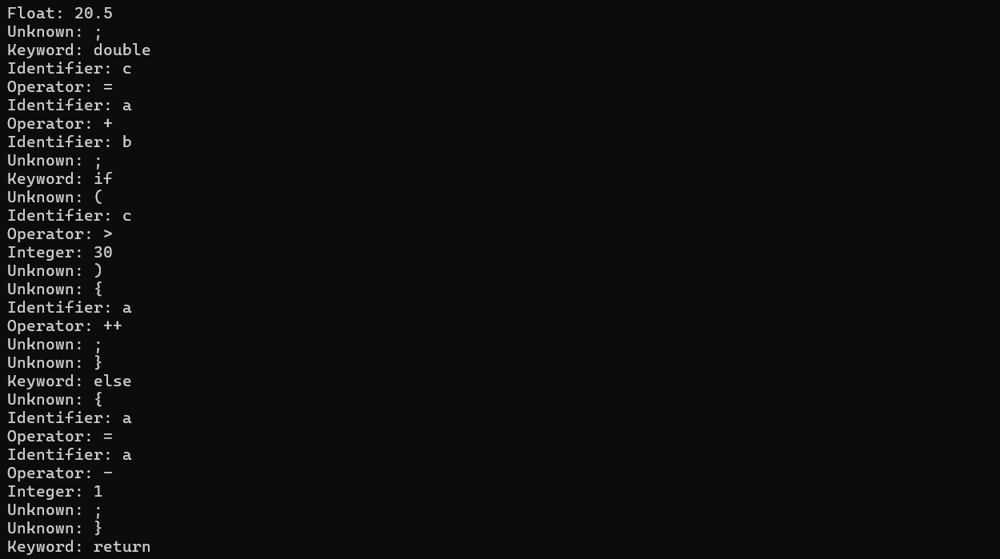 Float: 20.5
Unknown: ;
Keyword: double
Identifier: c
Operator: =
Identifier: a
Operator: +
Identifier: b
Unknown: ;
Keyword: if
Unknown: (
Identifier: c
Operator: >
Integer: 30
Unknown: )
Unknown: {
Identifier: a
Operator: ++
Unknown: ;
Unknown: }
Keyword: else
Unknown: {
Identifier: a
Operator: =
Identifier: a
Operator: -
Integer: 1
Unknown: ;
Unknown: }
Keyword: return